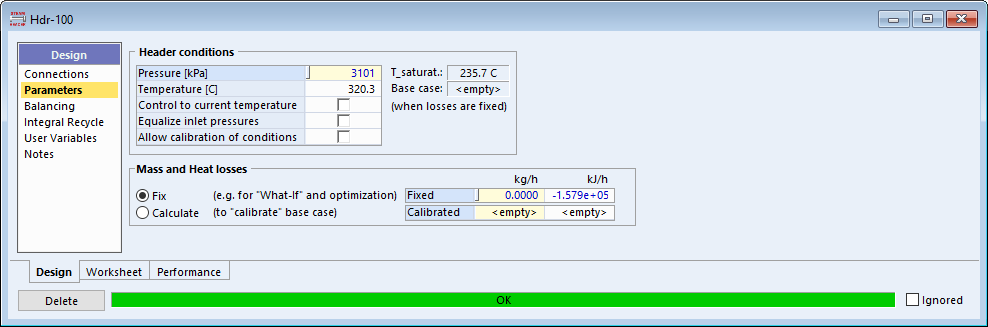 Hdr-100
Design
Connections
Parameters
Balancing
Integral Recycle
User Variables
Notes
Header conditions
Pressure [kPa] 3101
Temperature [C] 320.3
Control to current temperature
Equalize inlet pressures
Allow calibration of conditions
T_saturat.: 235.7 C
Base case: <empty>
(when losses are fixed)
Mass and Heat losses
kg/h kJ/h
Fix (e.g. for "What-If" and optimization) Fixed 0.0000 -1.579e+05
Calculate (to "calibrate" base case) Calibrated <empty> <empty>
Design Worksheet Performance
Delete OK Ignored